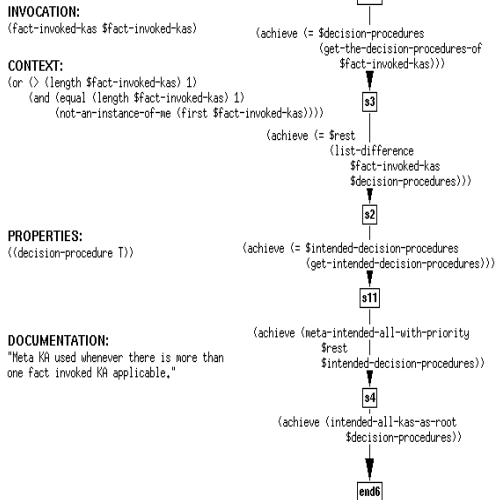 INVOCATION:
(fact-invoked-kas $fact-invoked-kas)
CONTEXT:
(or (> (length $fact-invoked-kas) 1)
(and (equal (length $fact-invoked-kas) 1)
(not-an-instance-of-me (first $fact-invoked-kas))))
PROPERTIES:
((decision-procedure T))
DOCUMENTATION:
"Meta KA used whenever there is more than
one fact invoked KA applicable."
(achieve (= $decision-procedures
(get-the-decision-procedures-of
$fact-invoked-kas)))
s3
(achieve (= $rest
(list-difference
$fact-invoked-kas
$decision-procedures)))
s2
(achieve (= $intended-decision-procedures
(get-intended-decision-procedures)))
s11
(achieve (meta-intended-all-with-priority
$rest
$intended-decision-procedures))
s4
(achieve (intended-all-kas-as-root
$decision-procedures))
end6